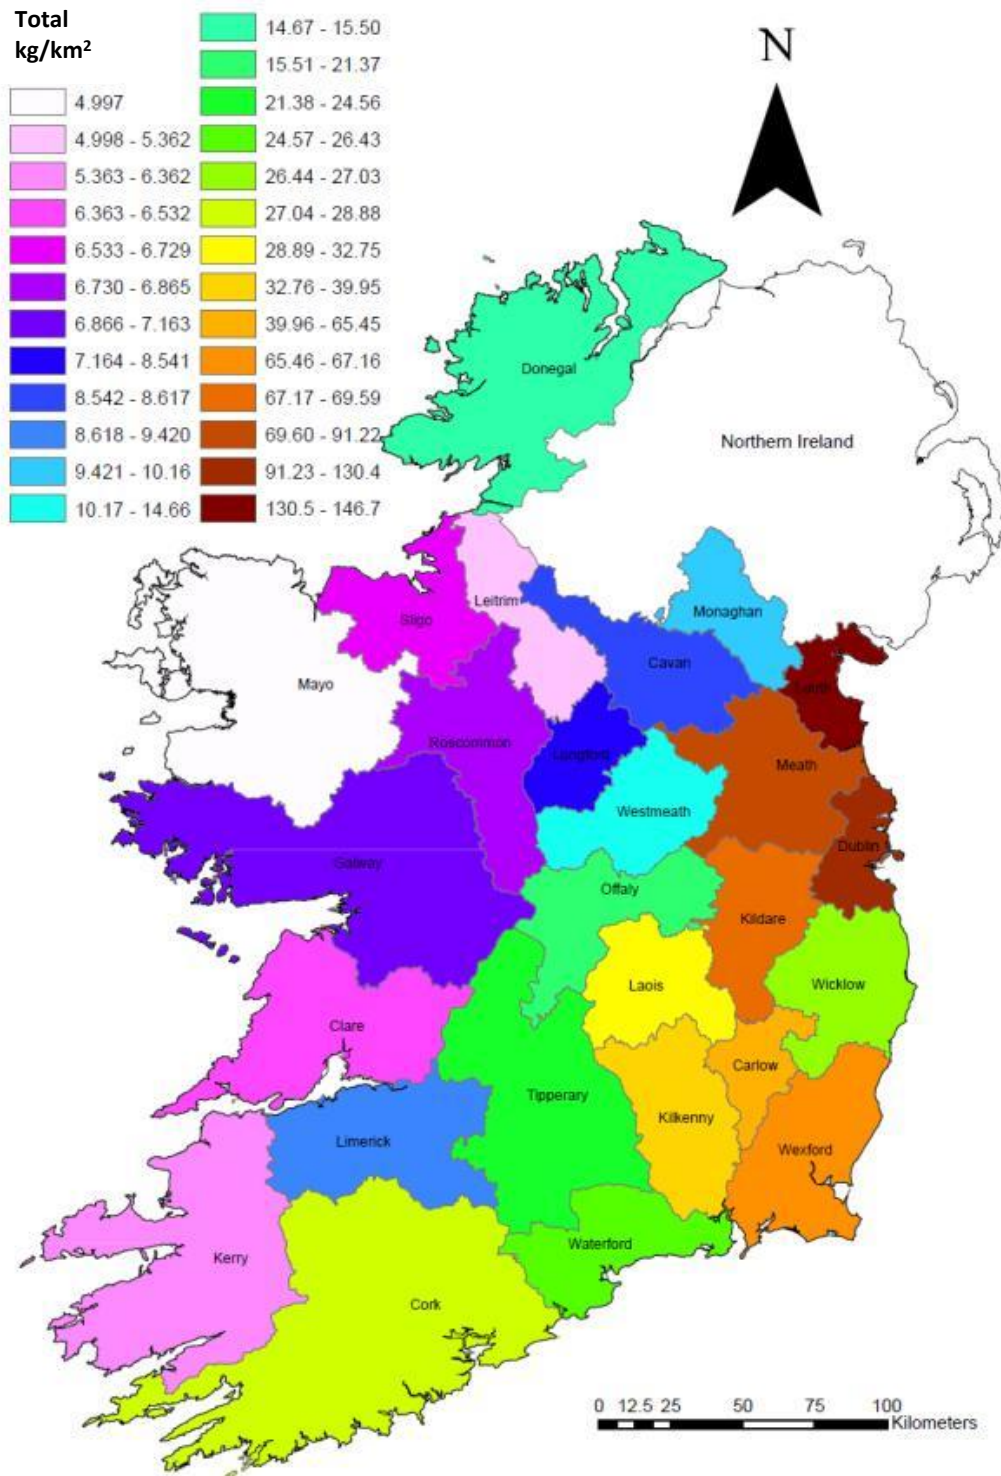 Total
kg/km²
4.997
4.998 - 5.362
5.363 - 6.362
6.363 - 6.532
6.533 - 6.729
6.730 - 6.865
6.866 - 7.163
7.164 - 8.541
8.542 - 8.617
8.618 - 9.420
9.421 - 10.16
10.17 - 14.66
14.67 - 15.50
15.51 - 21.37
21.38 - 24.56
24.57 - 26.43
26.44 - 27.03
27.04 - 28.88
28.89 - 32.75
32.76 - 39.95
39.96 - 65.45
65.46 - 67.16
67.17 - 69.59
69.60 - 91.22
91.23 - 130.4
130.5 - 146.7
N
Donegal
Northern Ireland
Leitrim
Monaghan
Sligo
Cavan
Mayo
Louth
Roscommon
Longford
Meath
Westmeath
Dublin
Galway
Offaly
Kildare
Laois
Wicklow
Clare
Carlow
Tipperary
Kilkenny
Limerick
Wexford
Waterford
Kerry
Cork
0 12.5 25 50 75 100
Kilometers